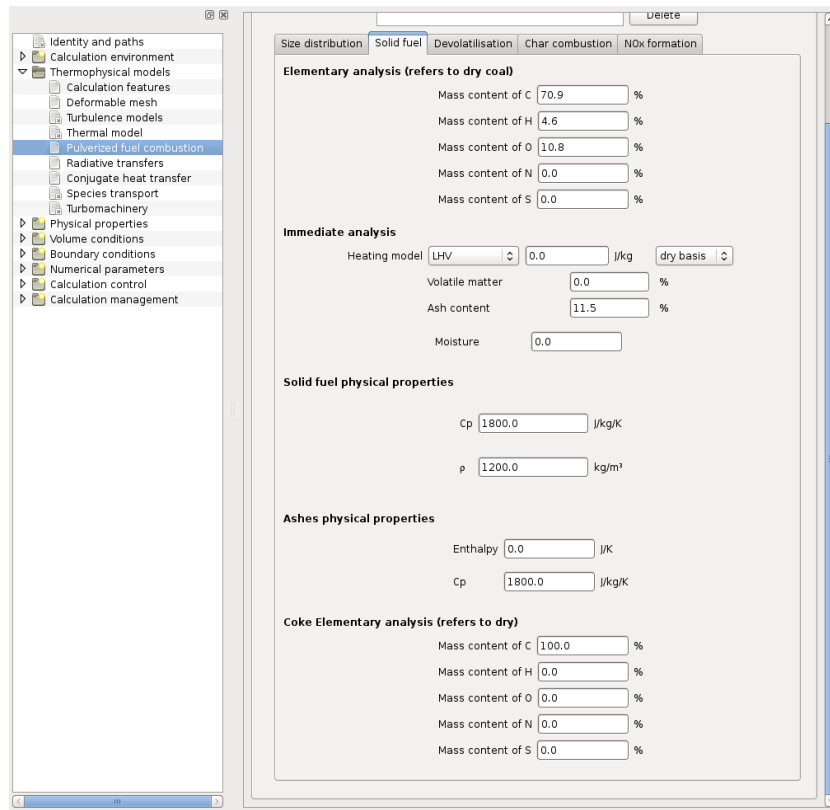 Delete
Identity and paths
Calculation environment
Thermophysical models
Calculation features
Deformable mesh
Turbulence models
Thermal model
Pulverized fuel combustion
Radiative transfers
Conjugate heat transfer
Species transport
Turbomachinery
Physical properties
Volume conditions
Boundary conditions
Numerical parameters
Calculation control
Calculation management
Size distribution Solid fuel Devolatilisation Char combustion NOx formation
Elementary analysis (refers to dry coal)
Mass content of C 70.9 %
Mass content of H 4.6 %
Mass content of O 10.8 %
Mass content of N 0.0 %
Mass content of S 0.0 %
Immediate analysis
Heating model LHV 0.0 J/kg dry basis
Volatile matter 0.0 %
Ash content 11.5 %
Moisture 0.0
Solid fuel physical properties
Cp 1800.0 J/kg/K
ρ 1200.0 kg/m³
Ashes physical properties
Enthalpy 0.0 J/K
Cp 1800.0 J/kg/K
Coke Elementary analysis (refers to dry)
Mass content of C 100.0 %
Mass content of H 0.0 %
Mass content of O 0.0 %
Mass content of N 0.0 %
Mass content of S 0.0 %